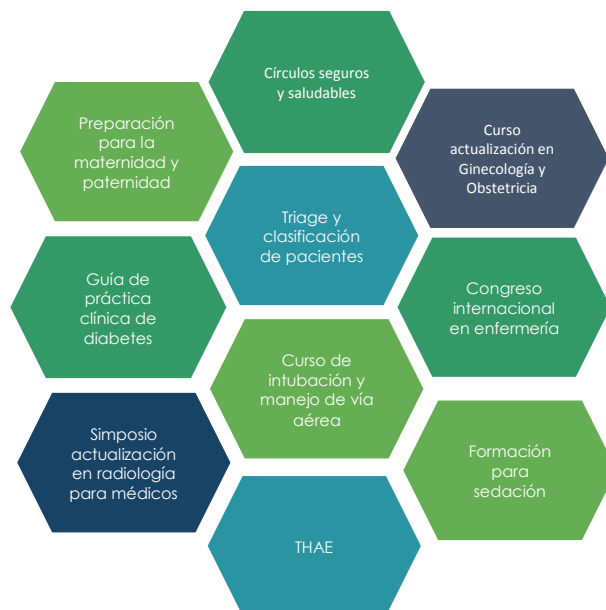 Círculos seguros
y saludables
Preparación
para la
maternidad y
paternidad
Curso
actualización en
Ginecología y
Obstetricia
Triage y
clasificación
de pacientes
Guía de
práctica
clínica de
diabetes
Congreso
internacional
en enfermería
Curso de
intubación y
manejo de vía
aérea
Simposio
actualización
en radiología
para médicos
Formación
para
sedación
THAE